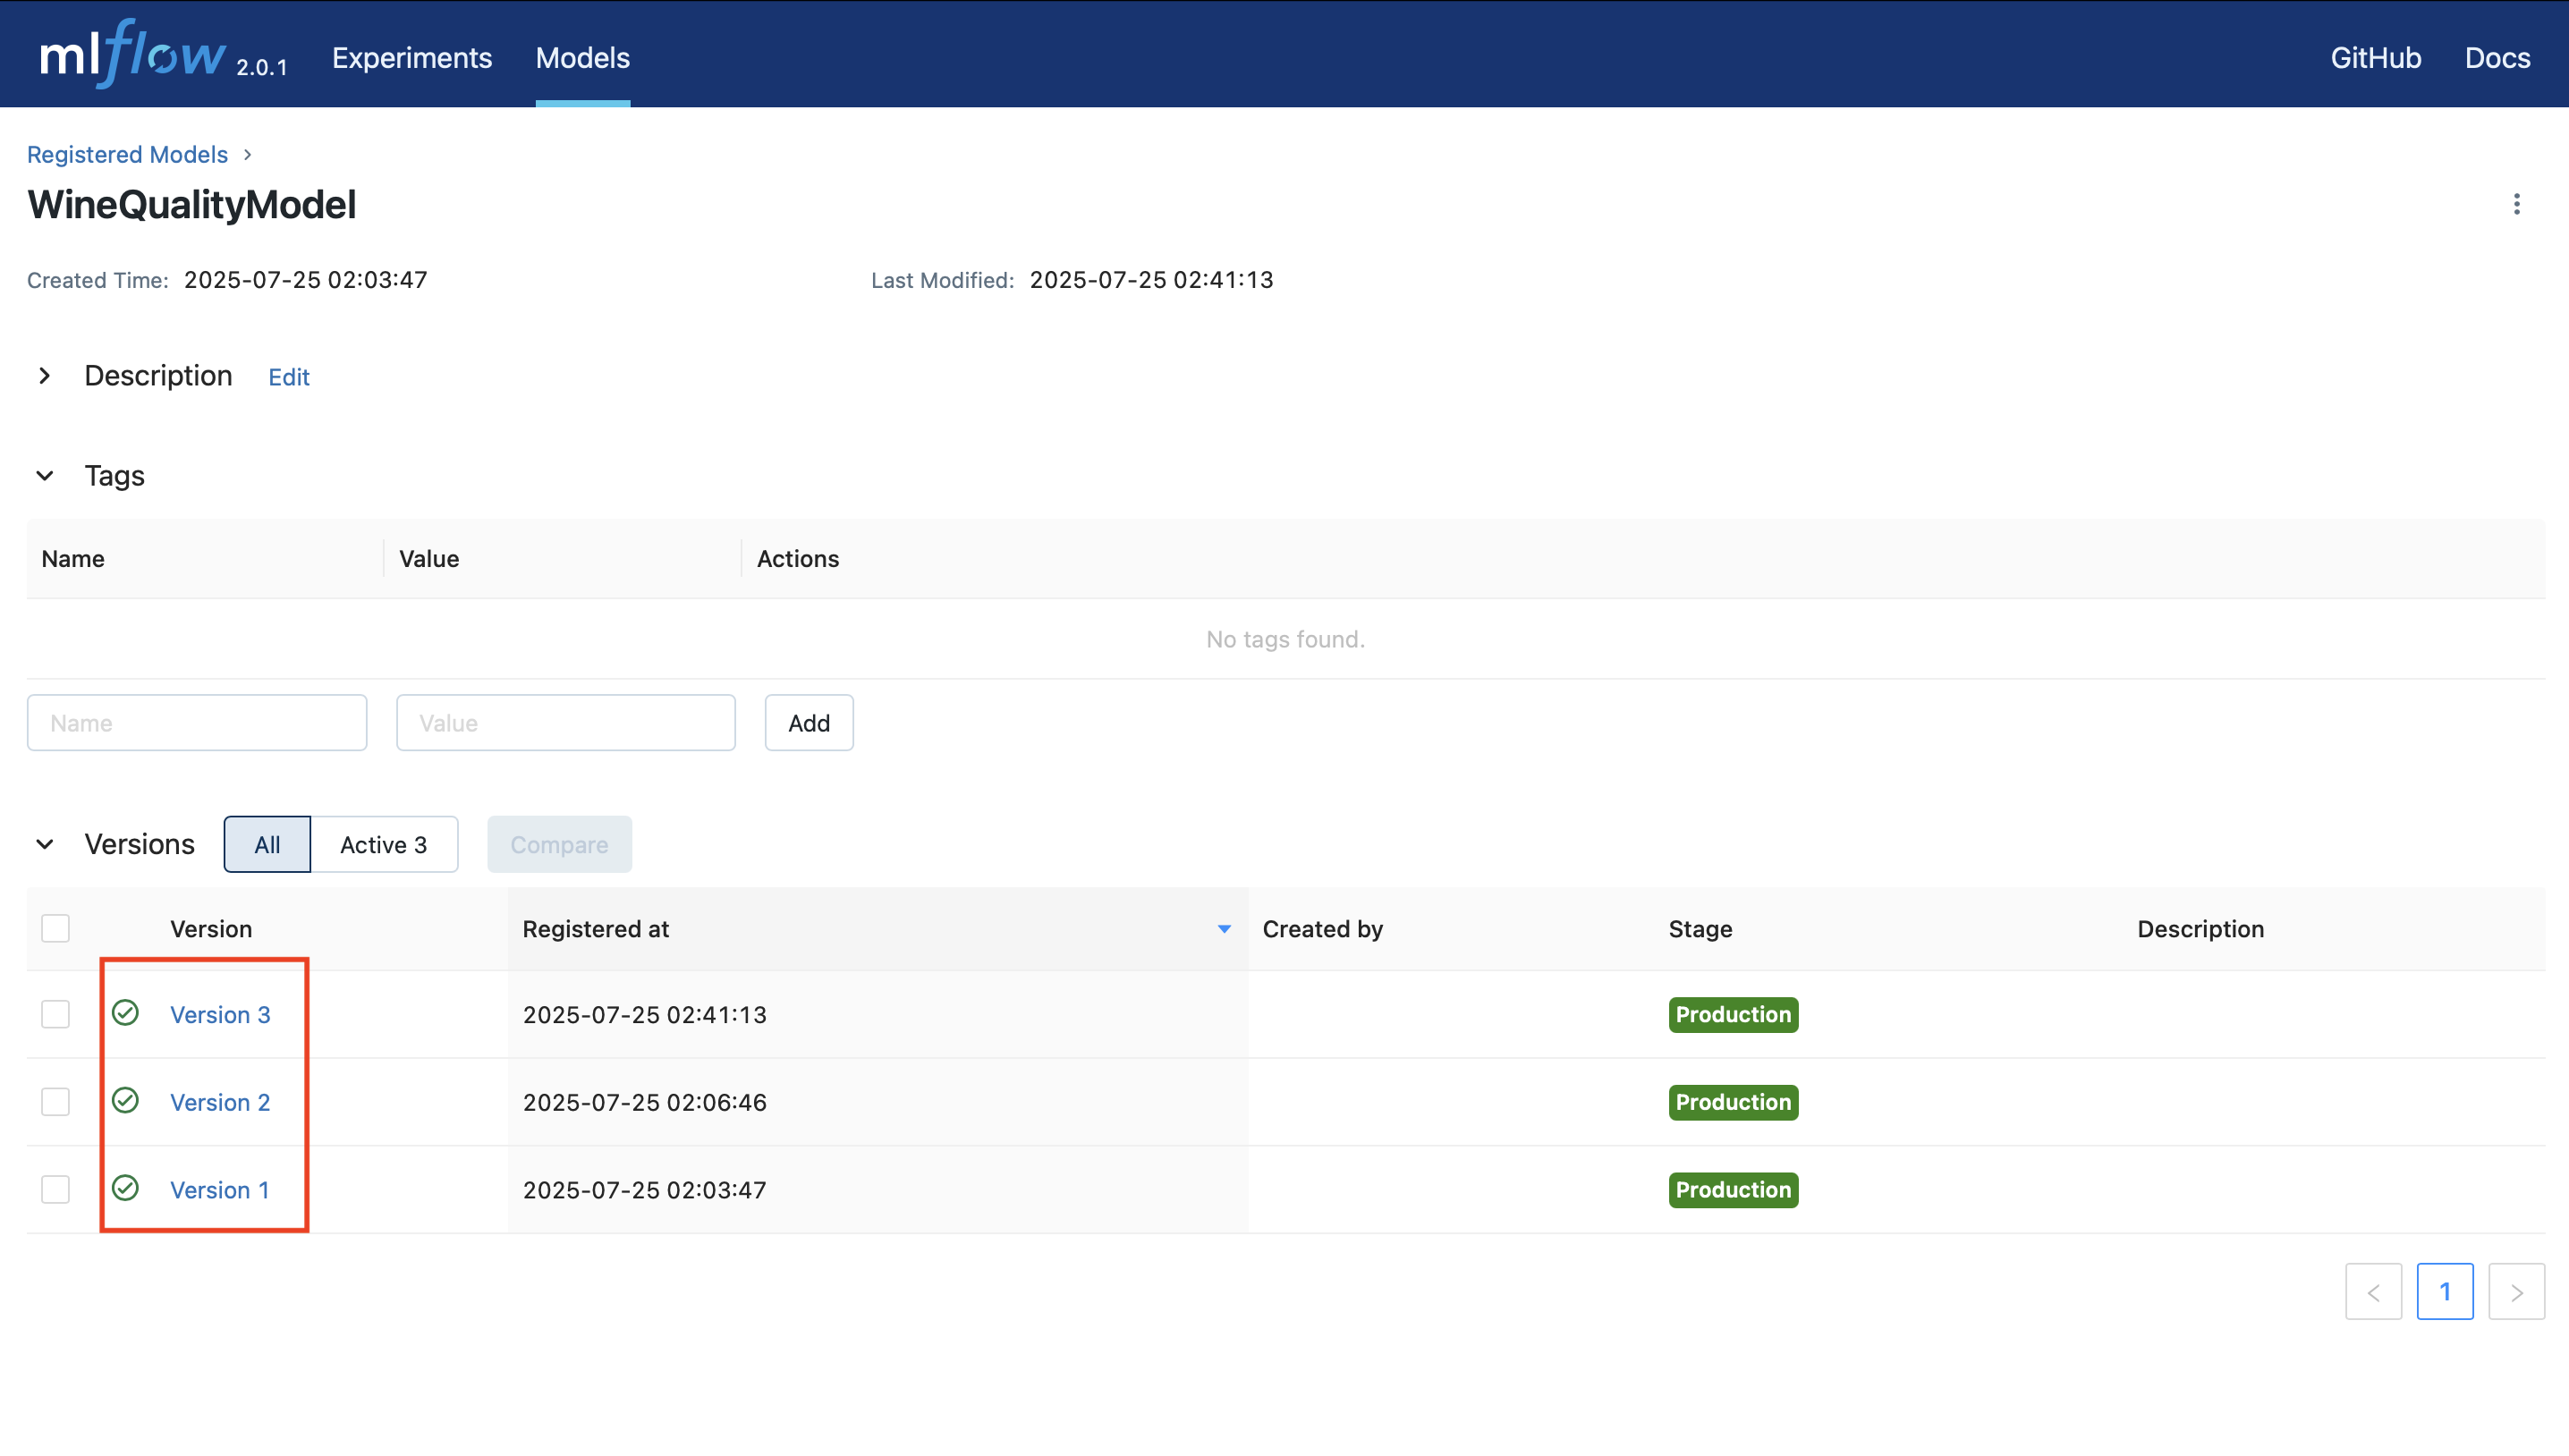 mlflow 2.0.1 Experiments Models GitHub Docs
Registered Models >
WineQualityModel
Created Time: 2025-07-25 02:03:47 Last Modified: 2025-07-25 02:41:13
Description Edit
Tags
Name Value Actions
No tags found.
Name Value Add
Versions All Active 3 Compare
Version Registered at Created by Stage Description
Version 3 2025-07-25 02:41:13 Production
Version 2 2025-07-25 02:06:46 Production
Version 1 2025-07-25 02:03:47 Production
< 1 >